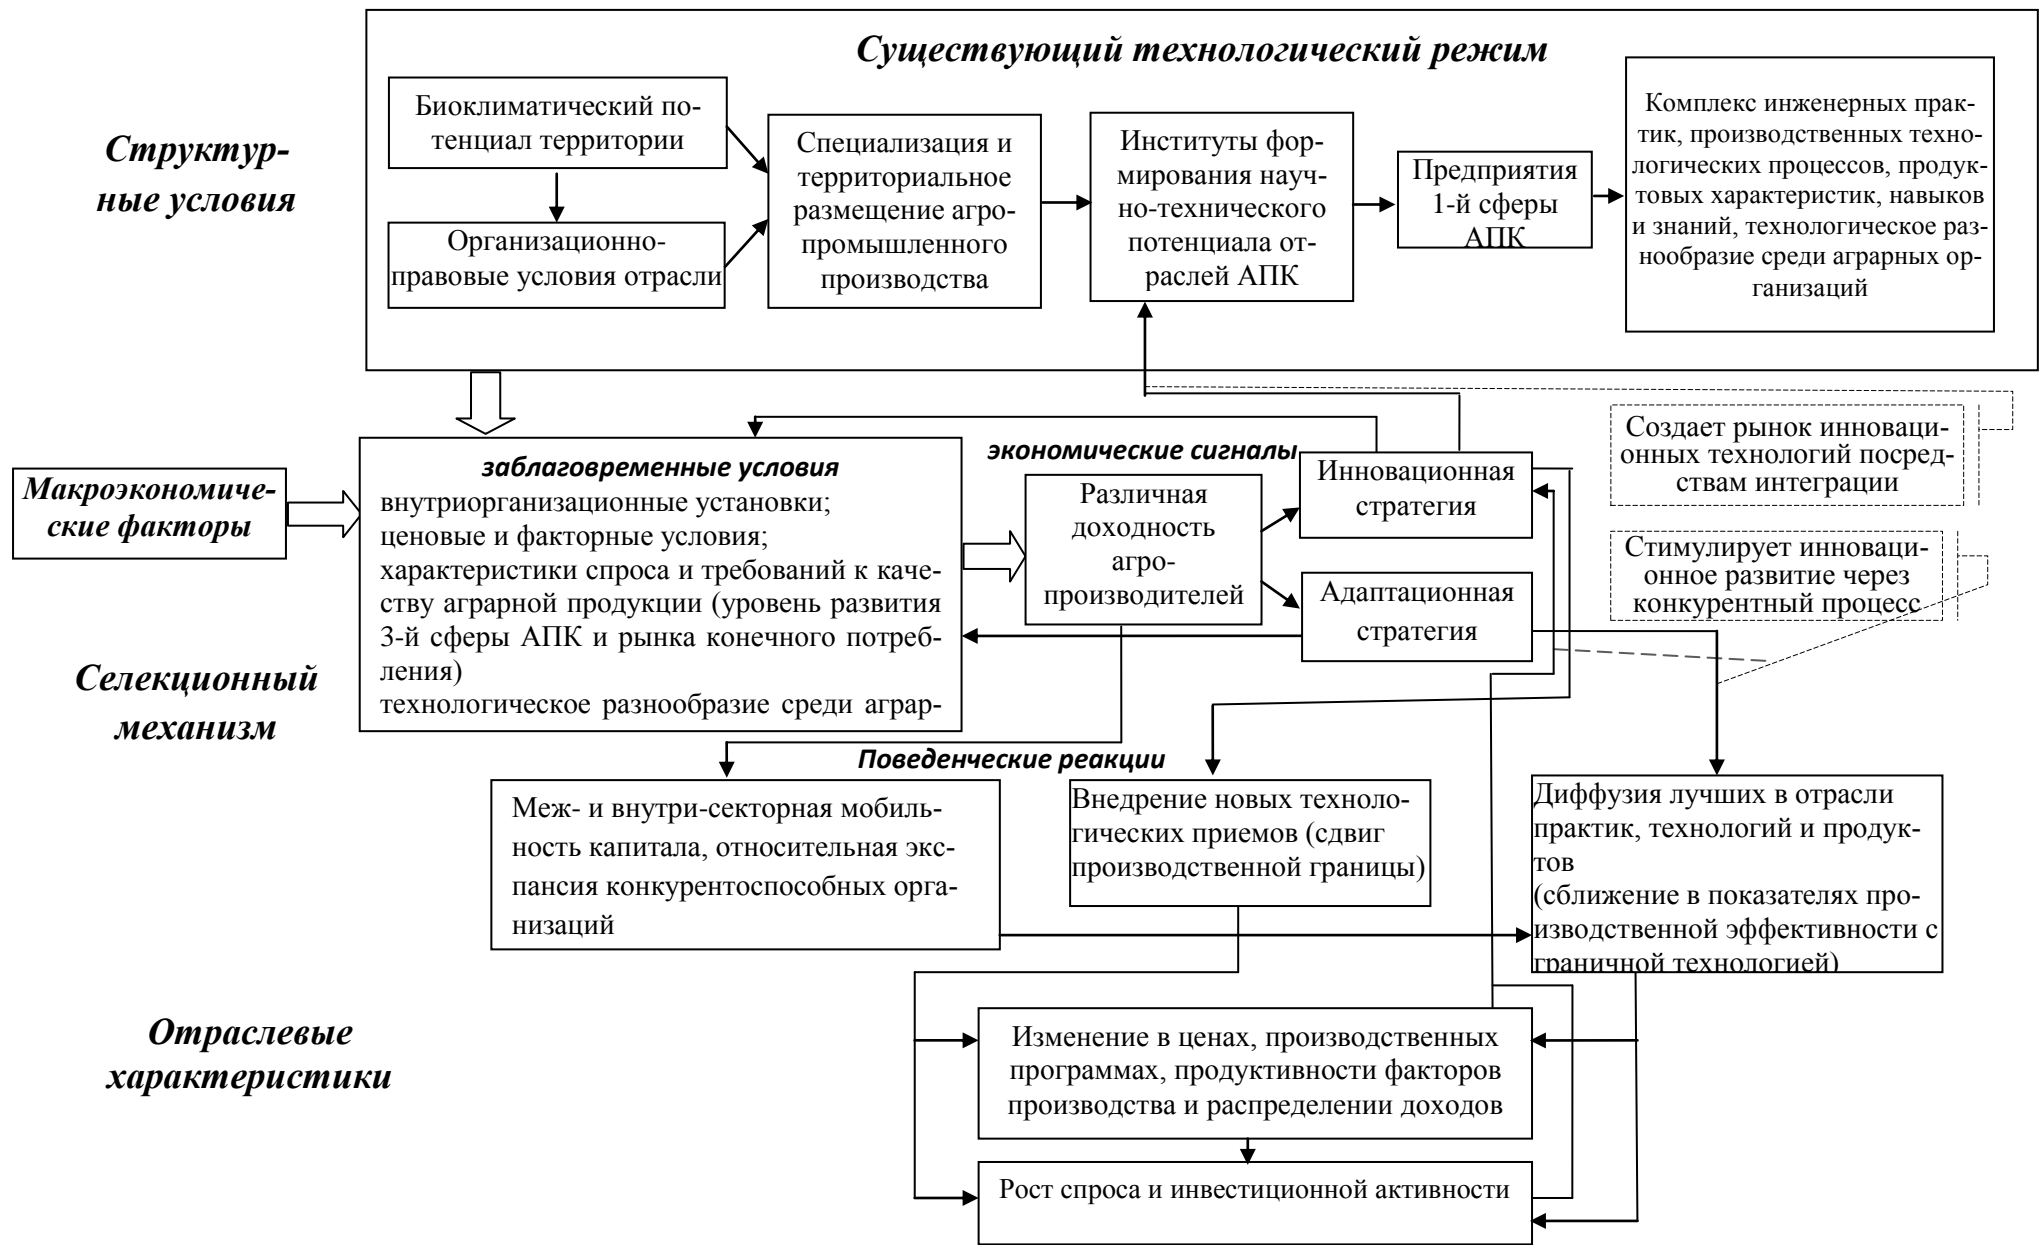 Существующий технологический режим
Структур-
ные условия
Биоклиматический по-
тенциал территории
Организационно-
правовые условия отрасли
Специализация и
территориальное
размещение агро-
промышленного
производства
Институты фор-
мирования науч-
но-технического
потенциала от-
раслей АПК
Предприятия
1-й сферы
АПК
Комплекс инженерных прак-
тик, производственных техно-
логических процессов, продук-
товых характеристик, навыков
и знаний, технологическое раз-
нообразие среди аграрных ор-
ганизаций
Макроэкономиче-
ские факторы
Селекционный
механизм
заблаговременные условия
внутриорганизационные установки;
ценовые и факторные условия;
характеристики спроса и требований к каче-
ству аграрной продукции (уровень развития
3-й сферы АПК и рынка конечного потреб-
ления)
технологическое разнообразие среди аграр-
экономические сигналы
Различная
доходность
агро-
производителей
Инновационная
стратегия
Адаптационная
стратегия
Создает рынок инноваци-
онных технологий посред-
ствам интеграции
Стимулирует инноваци-
онное развитие через
конкурентный процесс
Поведенческие реакции
Меж- и внутри-секторная мобиль-
ность капитала, относительная экс-
пансия конкурентоспособных орга-
низаций
Внедрение новых техноло-
гических приемов (сдвиг
производственной границы)
Диффузия лучших в отрасли
практик, технологий и продук-
тов
(сближение в показателях про-
изводственной эффективности с
граничной технологией)
Отраслевые
характеристики
Изменение в ценах, производственных
программах, продуктивности факторов
производства и распределении доходов
Рост спроса и инвестиционной активности